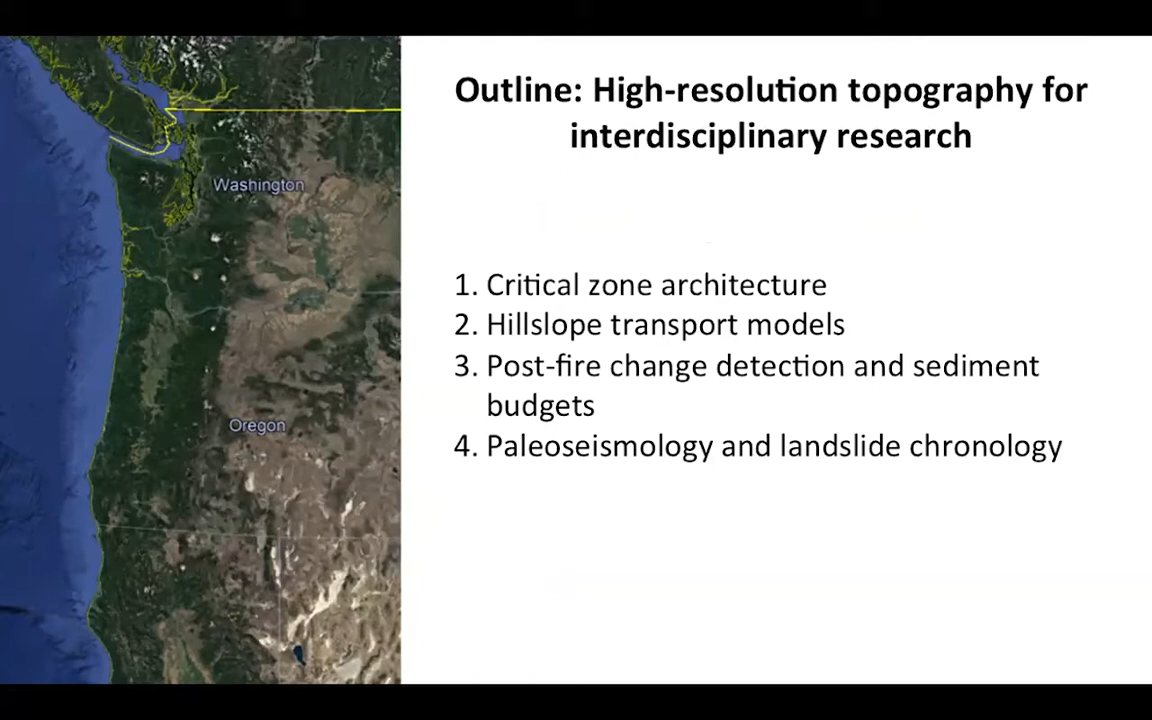 Outline: High-resolution topography for
interdisciplinary research
Washington
1. Critical zone architecture
2. Hillslope transport models
3. Post-fire change detection and sediment
budgets
Oregon
4. Paleoseismology and landslide chronology